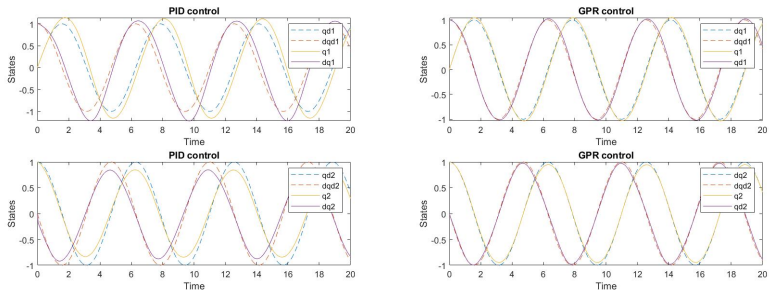 PID control
States
1
0.5
0
-0.5
-1
0 2 4 6 8 10 12 14 16 18 20
Time
qd1
dqd1
q1
dq1
GPR control
States
1
0.5
0
-0.5
-1
0 2 4 6 8 10 12 14 16 18 20
Time
dq1
dqd1
q1
qd1
PID control
States
1
0.5
0
-0.5
-1
0 2 4 6 8 10 12 14 16 18 20
Time
qd2
dqd2
q2
dq2
GPR control
States
1
0.5
0
-0.5
-1
0 2 4 6 8 10 12 14 16 18 20
Time
dq2
dqd2
q2
qd2